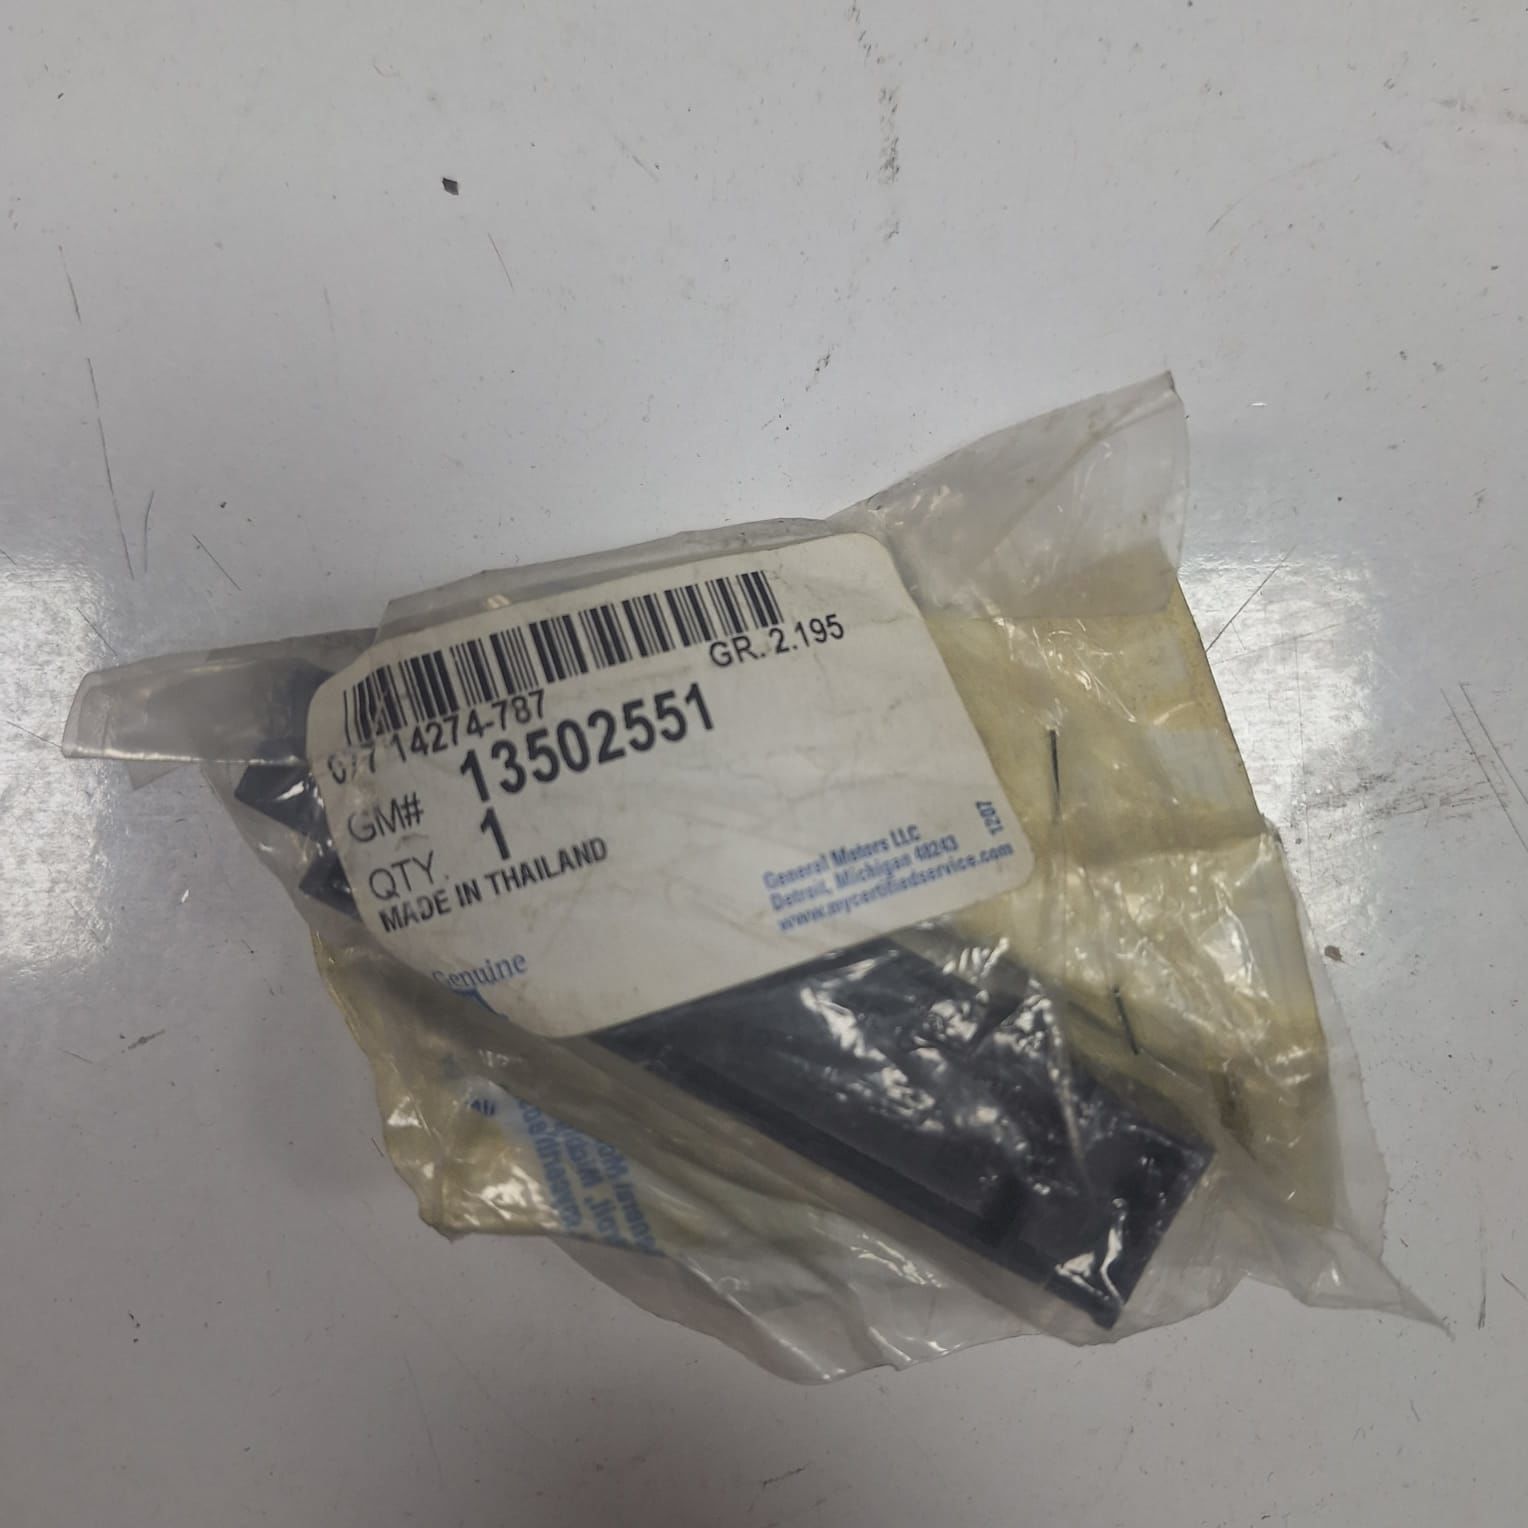 GR. 2.195
077 14274-787
GM# 13502551
QTY. 1
MADE IN THAILAND
General Motors LLC
Detroit, Michigan 48243
www.mycertifiedservice.com
1207
Genuine